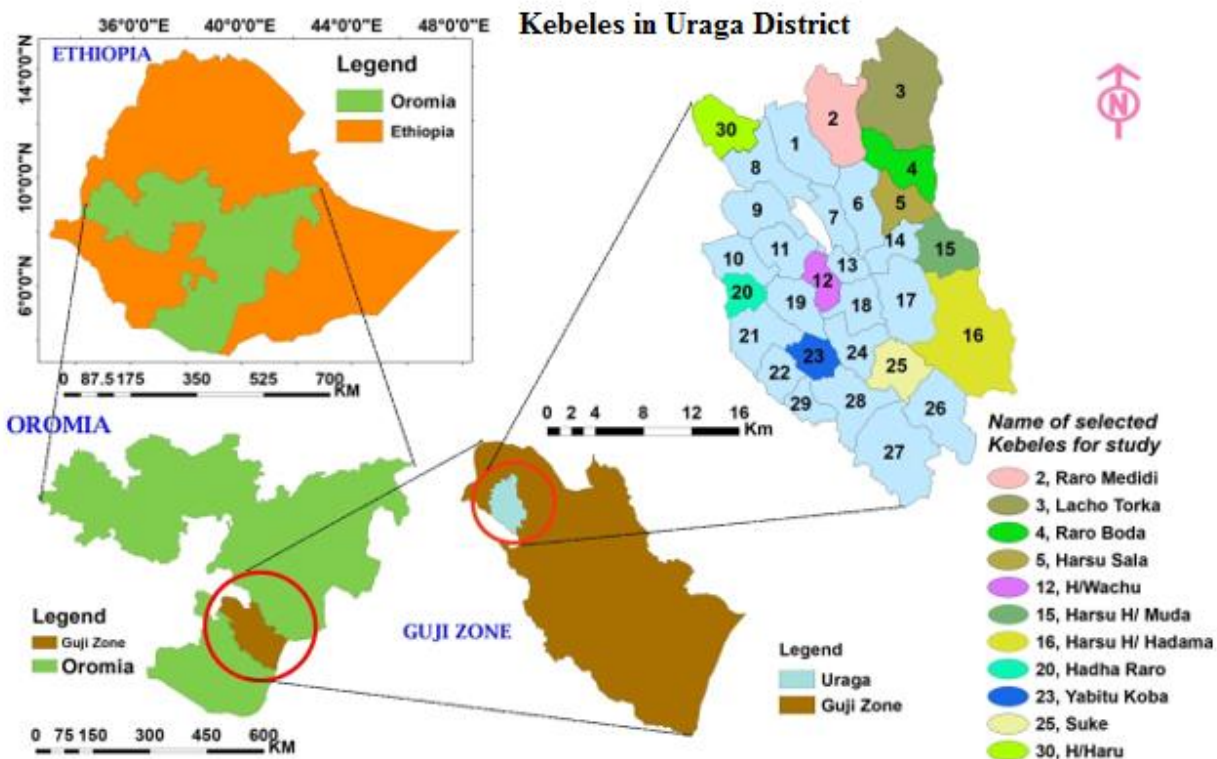 Kebeles in Uraga District
36°0'0"E 40°0'0"E 44°0'0"E 48°0'0"E
14°0'0"N
10°0'0"N
6°0'0"N
ETHIOPIA
Legend
Oromia
Ethiopia
0 87.5 175 350 525 700
KM
OROMIA
Legend
Guji Zone
Oromia
0 75 150 300 450 600
KM
GUJI ZONE
Legend
Uraga
Guji Zone
N
3
2
30
1
4
8
5
6
9
7
14
15
11
10
13
12
20
17
19
18
16
21
23
24
25
22
29
28
26
27
0 2 4 8 12 16
Km
Name of selected
Kebeles for study
2, Raro Medidi
3, Lacho Torka
4, Raro Boda
5, Harsu Sala
12, H/Wachu
15, Harsu H/ Muda
16, Harsu H/ Hadama
20, Hadha Raro
23, Yabitu Koba
25, Suke
30, H/Haru